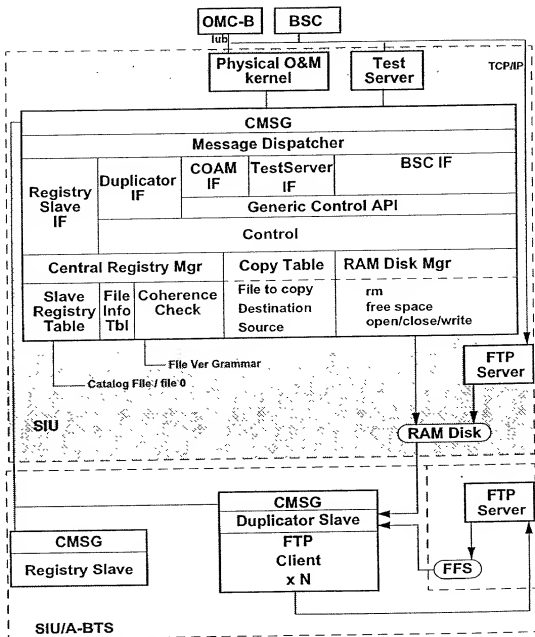 OMC-B
BSC
Iub
Physical O&M
kernel
Test
Server
TCP/IP
CMSG
Message Dispatcher
Registry
Slave
IF
Duplicator
IF
COAM
IF
TestServer
IF
BSC IF
Generic Control API
Control
Central Registry Mgr
Copy Table
RAM Disk Mgr
Slave
Registry
Table
File
Info
Tbl
Coherence
Check
File to copy
Destination
Source
rm
free space
open/close/write
File Ver Grammar
Catalog File / file 0
FTP
Server
SIU
RAM Disk
CMSG
Registry Slave
CMSG
Duplicator Slave
FTP
Client
x N
FTP
Server
FFS
SIU/A-BTS